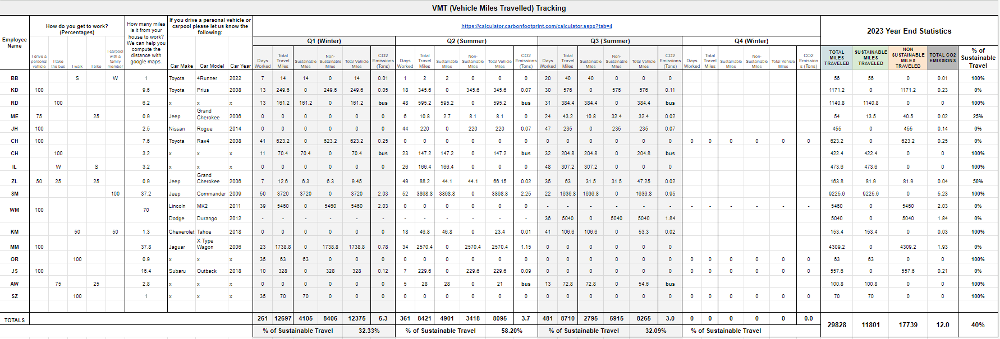 VMT (Vehicle Miles Travelled) Tracking
Employee Name
How do you get to work? (Percentages)
I drive a personal vehicle
I take the bus
I walk
I bike
I carpool with a family member
How many miles is it from your house to work? We can help you compute the distance with google maps.
If you drive a personal vehicle or carpool please let us know the following:
Car Make Car Model Car Year
https://calculator.carbonfootprint.com/calculator.aspx?tab=4
2023 Year End Statistics
Q1 (Winter) Q2 (Summer) Q3 (Summer) Q4 (Winter)
Days Worked Total Travel Miles Sustainable Miles Non-Sustainable Miles Total Vehicle Miles CO2 Emissions (Tons)
Days Worked Total Travel Miles Sustainable Miles Non-Sustainable Miles Total Vehicle Miles CO2 Emissions (Tons)
Days Worked Total Travel Miles Sustainable Miles Non-Sustainable Miles Total Vehicle Miles CO2 Emissions (Tons)
Days Worked Total Travel Miles Sustainable Miles Non-Sustainable Miles Total Vehicle Miles CO2 Emission s (Tons)
TOTAL MILES TRAVELED SUSTAINABLE MILES TRAVELED NON SUSTAINABLE MILES TRAVELED TOTAL CO2 EMISSIONS % of Sustainable Travel
BB S W 1 Toyota 4Runner 2022 7 14 14 0 14 0.01 1 2 2 0 0 0 20 40 40 0 0 0 56 56 0 0.01 100%
KD 100 9.6 Toyota Prius 2008 13 249.6 0 249.6 249.6 0.05 18 345.6 0 345.6 345.6 0.07 30 576 0 576 576 0.11 1171.2 0 1171.2 0.23 0%
RD 100 6.2 x x x 13 161.2 161.2 0 161.2 bus 48 595.2 595.2 0 595.2 bus 31 384.4 384.4 0 384.4 bus 1140.8 1140.8 0 0 100%
ME 75 25 0.9 Jeep Grand Cherokee 2006 0 0 0 0 0 0 6 10.8 2.7 8.1 8.1 0 24 43.2 10.8 32.4 32.4 0.02 54 13.5 40.5 0.02 25%
JH 100 2.5 Nissan Rogue 2014 0 0 0 0 0 0 44 220 0 220 220 0.07 47 235 0 235 235 0.07 455 0 455 0.14 0%
CH 100 7.6 Toyota Rav4 2008 41 623.2 0 623.2 623.2 0.25 0 0 0 0 0 0 0 0 0 0 0 0 0 0 0 0 0 0 623.2 0 623.2 0.25 0%
CH 100 3.2 x x x 11 70.4 70.4 0 70.4 bus 23 147.2 147.2 0 147.2 bus 32 204.8 204.8 0 204.8 bus 422.4 422.4 0 0 100%
IL W S 3.2 x x x 0 0 0 0 0 0 26 166.4 166.4 0 0 0 48 307.2 307.2 0 0 0 473.6 473.6 0 0 100%
ZL 50 25 25 0.9 Jeep Grand Cherokee 2006 7 12.6 6.3 6.3 9.45 49 88.2 44.1 44.1 66.15 0.02 35 63 31.5 31.5 47.25 0.02 163.8 81.9 81.9 0.04 50%
SM 100 37.2 Jeep Commander 2009 50 3720 3720 0 3720 2.03 52 3868.8 3868.8 0 3868.8 2.25 22 1636.8 1636.8 0 1636.8 0.95 9225.6 9225.6 0 5.23 100%
WM 100 70 Lincoln MK2 2011 39 5460 0 5460 5460 2.03 0 0 0 0 0 0 - - - - - - - - - - - - 5460 0 5460 2.03 0%
Dodge Durango 2012 - - - - - - - - - - - - 36 5040 0 5040 5040 1.84 5040 0 5040 1.84 0%
KM 50 50 1.3 Cheverolet Tahoe 2018 0 0 0 0 0 0 18 46.8 46.8 0 23.4 0.01 41 106.6 106.6 0 53.3 0.02 153.4 153.4 0 0.03 100%
MM 100 37.8 Jaguar X Type Wagon 2006 23 1738.8 0 1738.8 1738.8 0.78 34 2570.4 0 2570.4 2570.4 1.15 0 0 0 0 0 0 4309.2 0 4309.2 1.93 0%
OR 100 0.9 x x x 35 63 63 0 0 0 0 0 0 0 0 0 0 0 0 0 0 0 0 0 0 0 0 0 63 63 0 0 100%
JS 100 16.4 Subaru Outback 2018 10 328 0 328 328 0.12 7 229.6 0 229.6 229.6 0.09 0 0 0 0 0 0 0 0 0 0 0 0 557.6 0 557.6 0.21 0%
AW 75 25 2.8 x x x 0 0 0 0 0 0 5 28 28 0 21 bus 13 72.8 72.8 0 54.6 bus 100.8 100.8 0 0 100%
SZ 100 1 x x x 35 70 70 0 0 0 0 0 0 0 0 0 0 0 0 0 0 0 0 0 0 0 0 0 70 70 0 0 100%
TOTALS 261 12697 4105 8406 12375 5.3 361 8421 4901 3418 8095 3.7 481 8710 2795 5915 8265 3.0 0 0 0 0 0 0.0 29828 11801 17739 12.0 40%
% of Sustainable Travel 32.33% % of Sustainable Travel 58.20% % of Sustainable Travel 32.09% % of Sustainable Travel